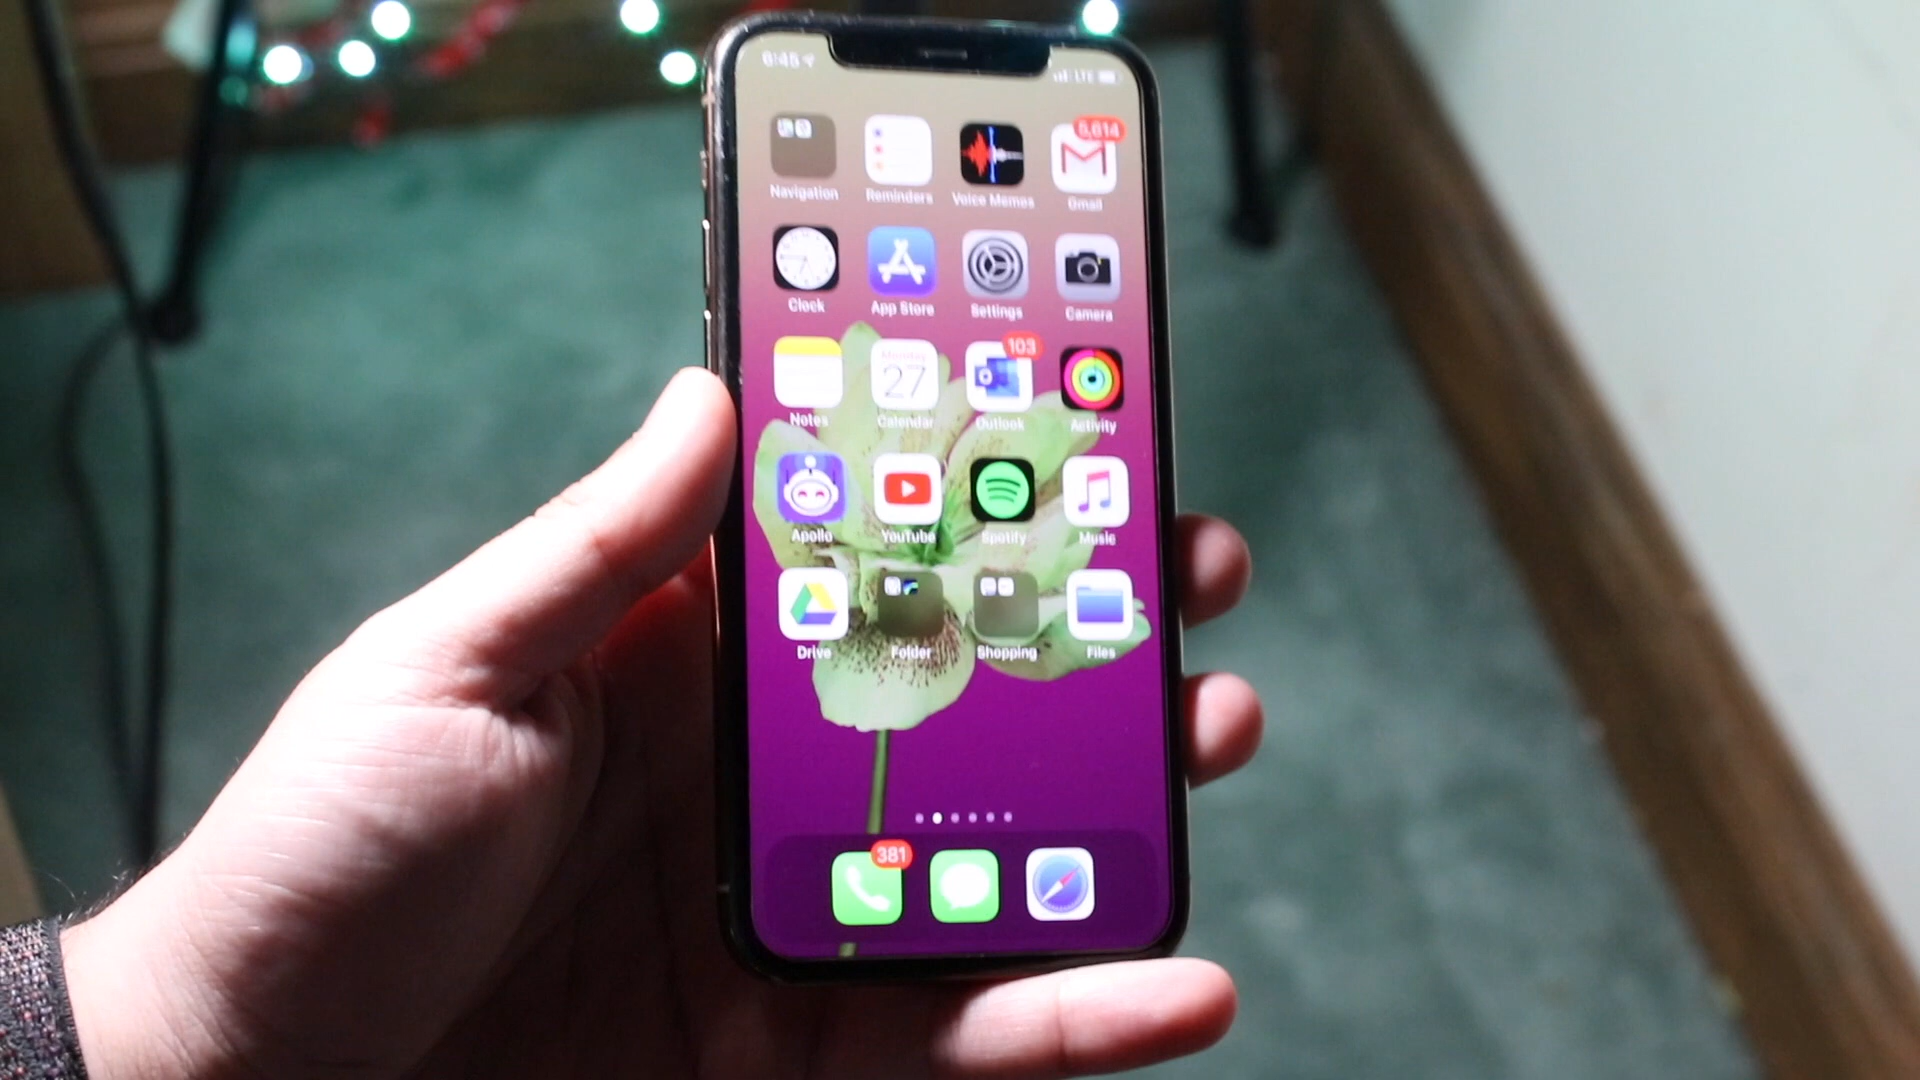 6:45 LTE
5,614
Navigation Reminders Voice Memos Gmail
Clock App Store Settings Camera
Monday
27
103
Notes Calendar Outlook Activity
Apollo YouTube Spotify Music
Drive Folder Shopping Files
381